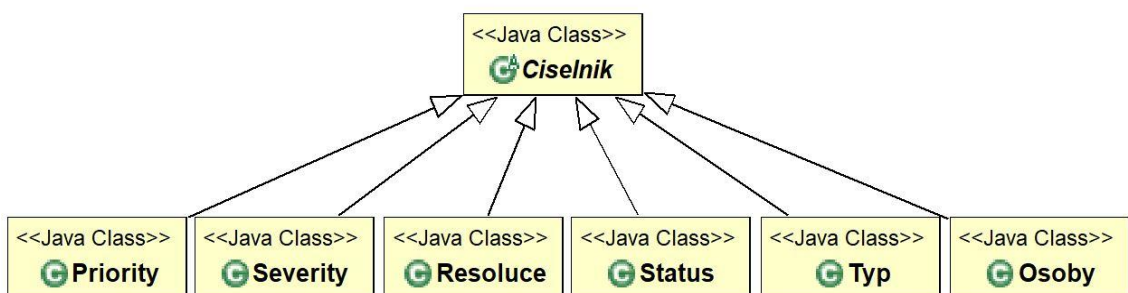 <<Java Class>>
Ciselnik
<<Java Class>> <<Java Class>> <<Java Class>> <<Java Class>> <<Java Class>> <<Java Class>>
Priority Severity Resoluce Status Typ Osoby